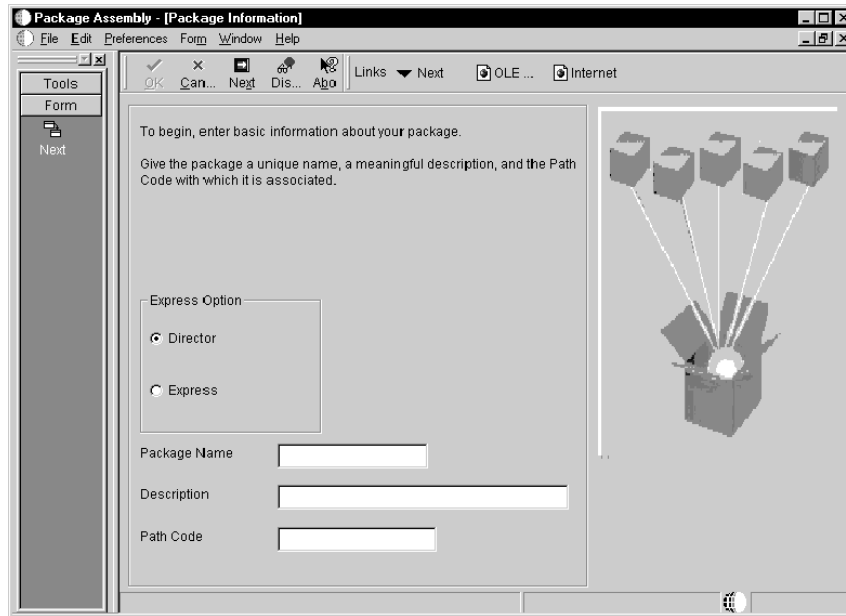 Package Assembly - [Package Information]
File Edit Preferences Form Window Help
Tools
Form
Next
OK Can... Next Dis... Abo Links Next OLE ... Internet
To begin, enter basic information about your package.
Give the package a unique name, a meaningful description, and the Path
Code with which it is associated.
Express Option
Director
Express
Package Name
Description
Path Code